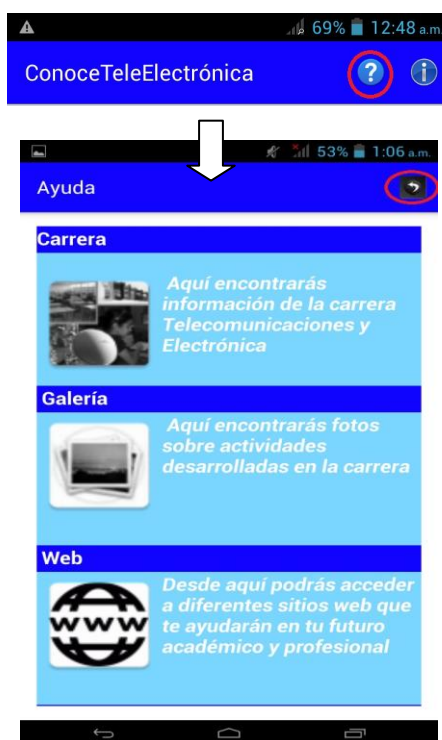 69% 12:48 a.m.
ConoceTeleElectrónica
53% 1:06 a.m.
Ayuda
Carrera
Aquí encontrarás
información de la carrera
Telecomunicaciones y
Electrónica
Galería
Aquí encontrarás fotos
sobre actividades
desarrolladas en la carrera
Web
www
Desde aquí podrás acceder
a diferentes sitios web que
te ayudarán en tu futuro
académico y profesional